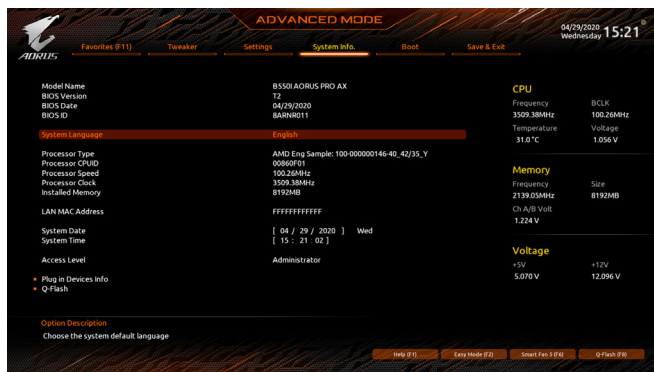 ADVANCED MODE
04/29/2020
Wednesday 15:21
AORUS
Favorites (F11) Tweaker Settings System Info. Boot Save & Exit
Model Name B550I AORUS PRO AX
BIOS Version T2
BIOS Date 04/29/2020
BIOS ID 8ARNR011
System Language English
Processor Type AMD Eng Sample: 100-000000146-40_42/35_Y
Processor CPUID 00860F01
Processor Speed 100.26MHz
Processor Clock 3509.38MHz
Installed Memory 8192MB
LAN MAC Address FFFFFFFFFFFF
System Date [ 04 / 29 / 2020 ] Wed
System Time [ 15 : 21 : 02 ]
Access Level Administrator
Plug in Devices Info
Q-Flash
CPU
Frequency BCLK
3509.38MHz 100.26MHz
Temperature Voltage
31.0 °C 1.056 V
Memory
Frequency Size
2139.05MHz 8192MB
Ch A/B Volt
1.224 V
Voltage
+5V +12V
5.070 V 12.096 V
Option Description
Choose the system default language
Help (F1) Easy Mode (F2) Smart Fan 5 (F6) Q-Flash (F8)